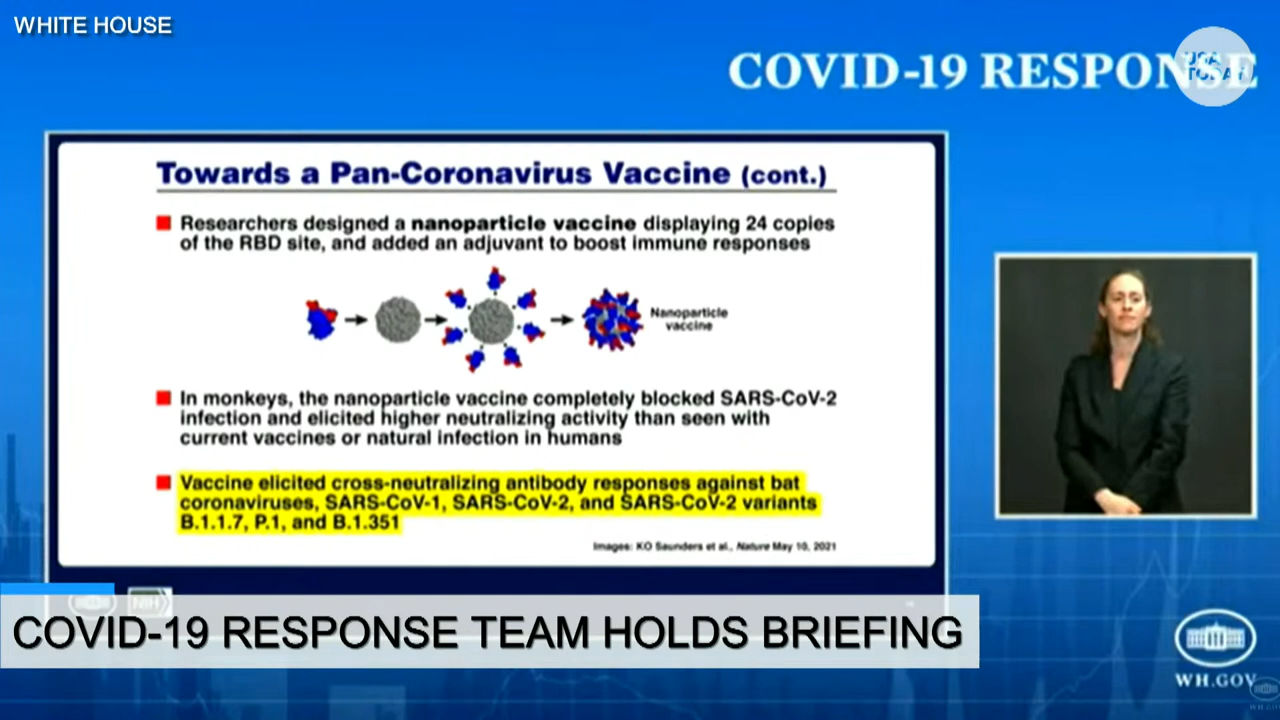 WHITE HOUSE
COVID-19 RESPONSE
USA
TODAY
Towards a Pan-Coronavirus Vaccine (cont.)
Researchers designed a nanoparticle vaccine displaying 24 copies
of the RBD site, and added an adjuvant to boost immune responses
Nanoparticle
vaccine
In monkeys, the nanoparticle vaccine completely blocked SARS-CoV-2
infection and elicited higher neutralizing activity than seen with
current vaccines or natural infection in humans
Vaccine elicited cross-neutralizing antibody responses against bat
coronaviruses, SARS-CoV-1, SARS-CoV-2, and SARS-CoV-2 variants
B.1.1.7, P.1, and B.1.351
Images: KO Saunders et al., Nature May 10, 2021
NIH
COVID-19 RESPONSE TEAM HOLDS BRIEFING
WH.GOV